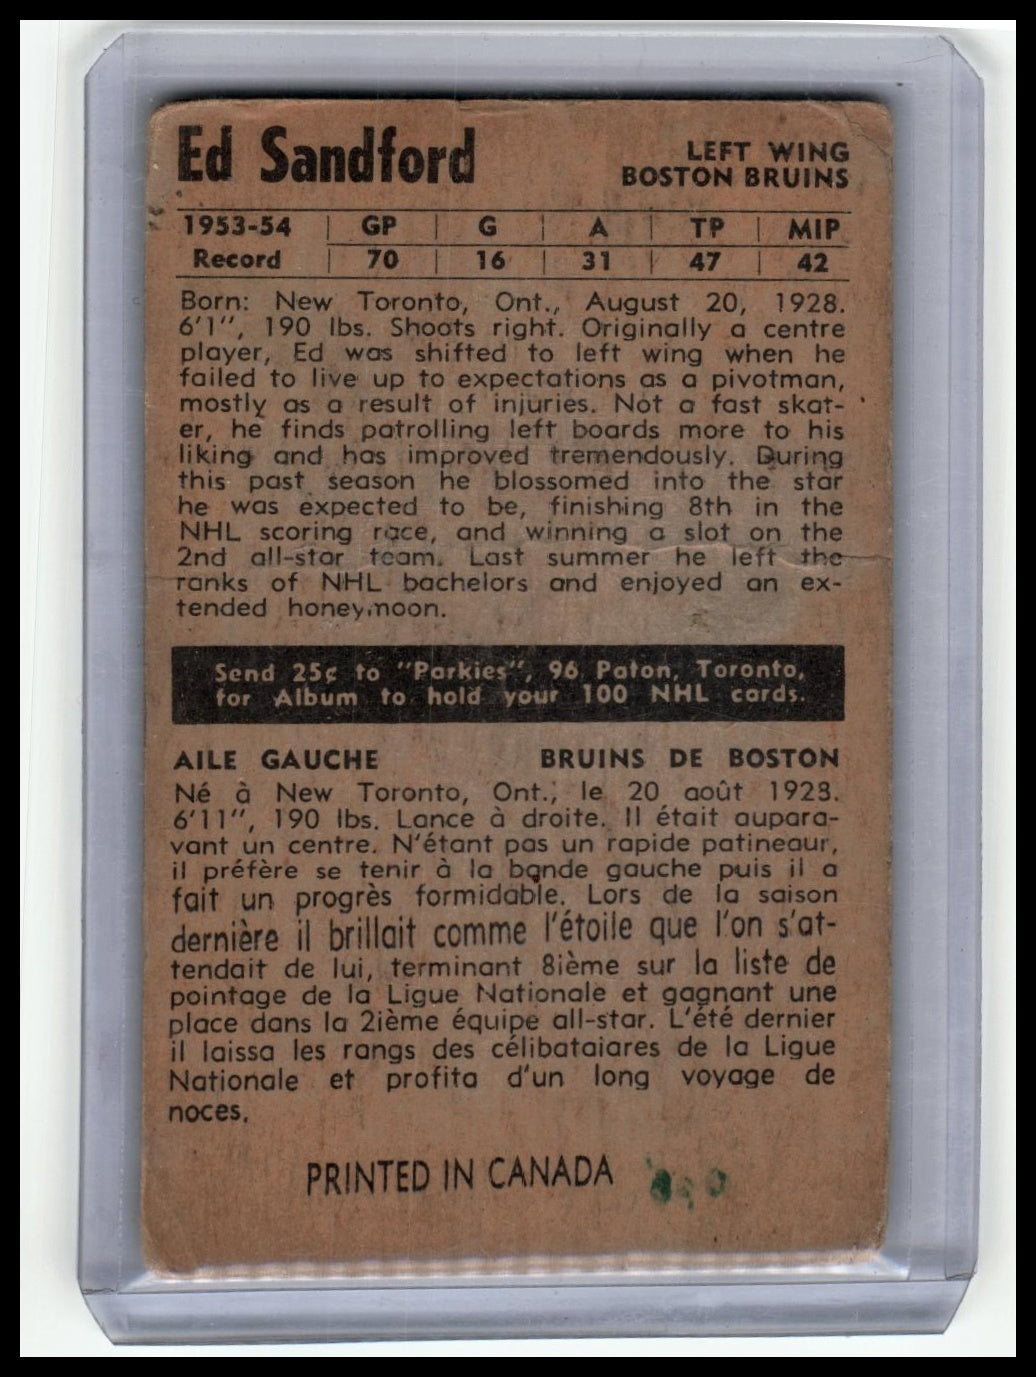 Ed Sandford
LEFT WING
BOSTON BRUINS
1953-54 | GP | G | A | TP | MIP
Record | 70 | 16 | 31 | 47 | 42
Born: New Toronto, Ont., August 20, 1928.
6'1", 190 lbs. Shoots right. Originally a centre
player, Ed was shifted to left wing when he
failed to live up to expectations as a pivotman,
mostly as a result of injuries. Not a fast skat-
er, he finds patrolling left boards more to his
liking and has improved tremendously. During
this past season he blossomed into the star
he was expected to be, finishing 8th in the
NHL scoring race, and winning a slot on the
2nd all-star team. Last summer he left the
ranks of NHL bachelors and enjoyed an ex-
tended honeymoon.
Send 25¢ to "Parkies", 96 Paton, Toronto,
for Album to hold your 100 NHL cards.
AILE GAUCHE BRUINS DE BOSTON
Né à New Toronto, Ont., le 20 août 1928.
6'11", 190 lbs. Lance à droite. Il était aupara-
vant un centre. N'étant pas un rapide patineaur,
il préfère se tenir à la bande gauche puis il a
fait un progrès formidable. Lors de la saison
dernière il brillait comme l'étoile que l'on s'at-
tendait de lui, terminant 8ième sur la liste de
pointage de la Ligue Nationale et gagnant une
place dans la 2ième équipe all-star. L'été dernier
il laissa les rangs des célibataiares de la Ligue
Nationale et profita d'un long voyage de
noces.
PRINTED IN CANADA